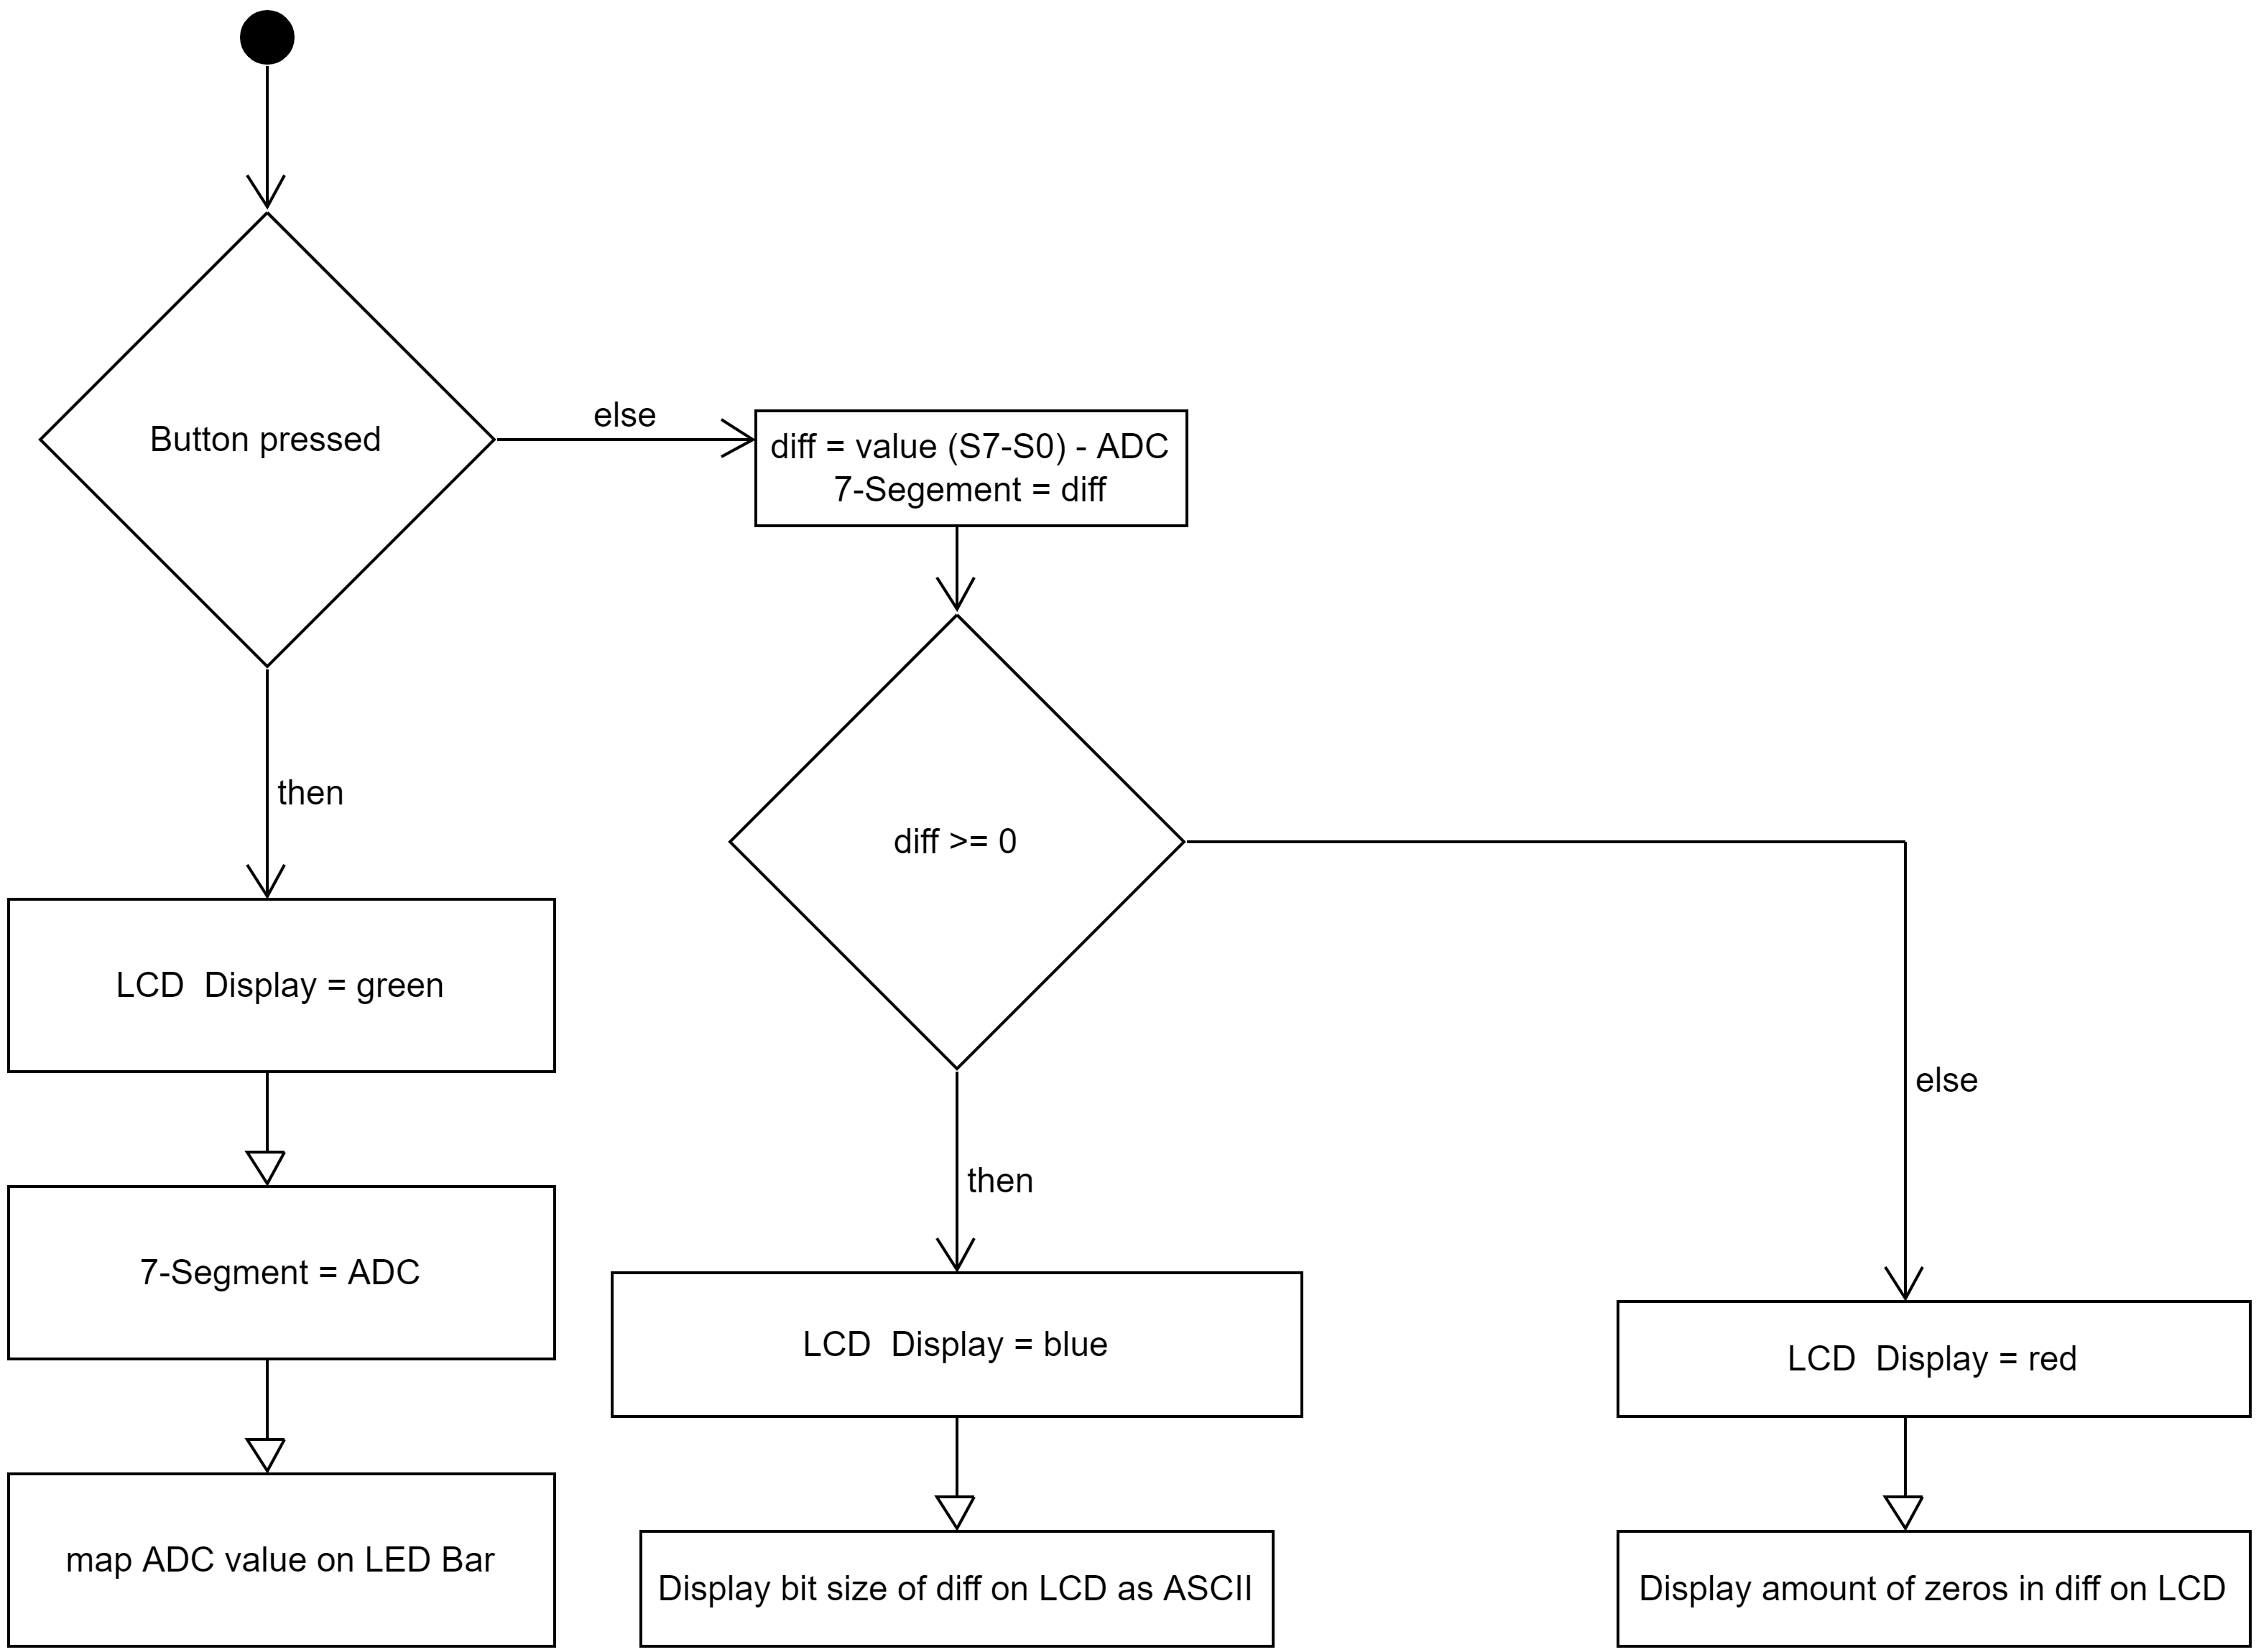 Button pressed
else
diff = value (S7-S0) - ADC
7-Segement = diff
then
diff >= 0
LCD  Display = green
else
then
7-Segment = ADC
LCD  Display = blue
LCD  Display = red
map ADC value on LED Bar
Display bit size of diff on LCD as ASCII
Display amount of zeros in diff on LCD